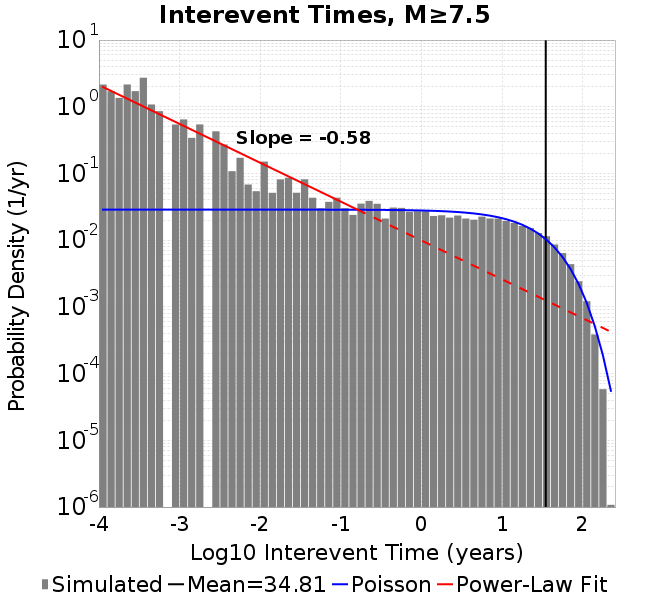 Interevent Times, M≥7.5
10^1
10^0
10^-1
10^-2
10^-3
10^-4
10^-5
10^-6
Probability Density (1/yr)
Slope = -0.58
-4 -3 -2 -1 0 1 2
Log10 Interevent Time (years)
Simulated Mean=34.81 Poisson Power-Law Fit